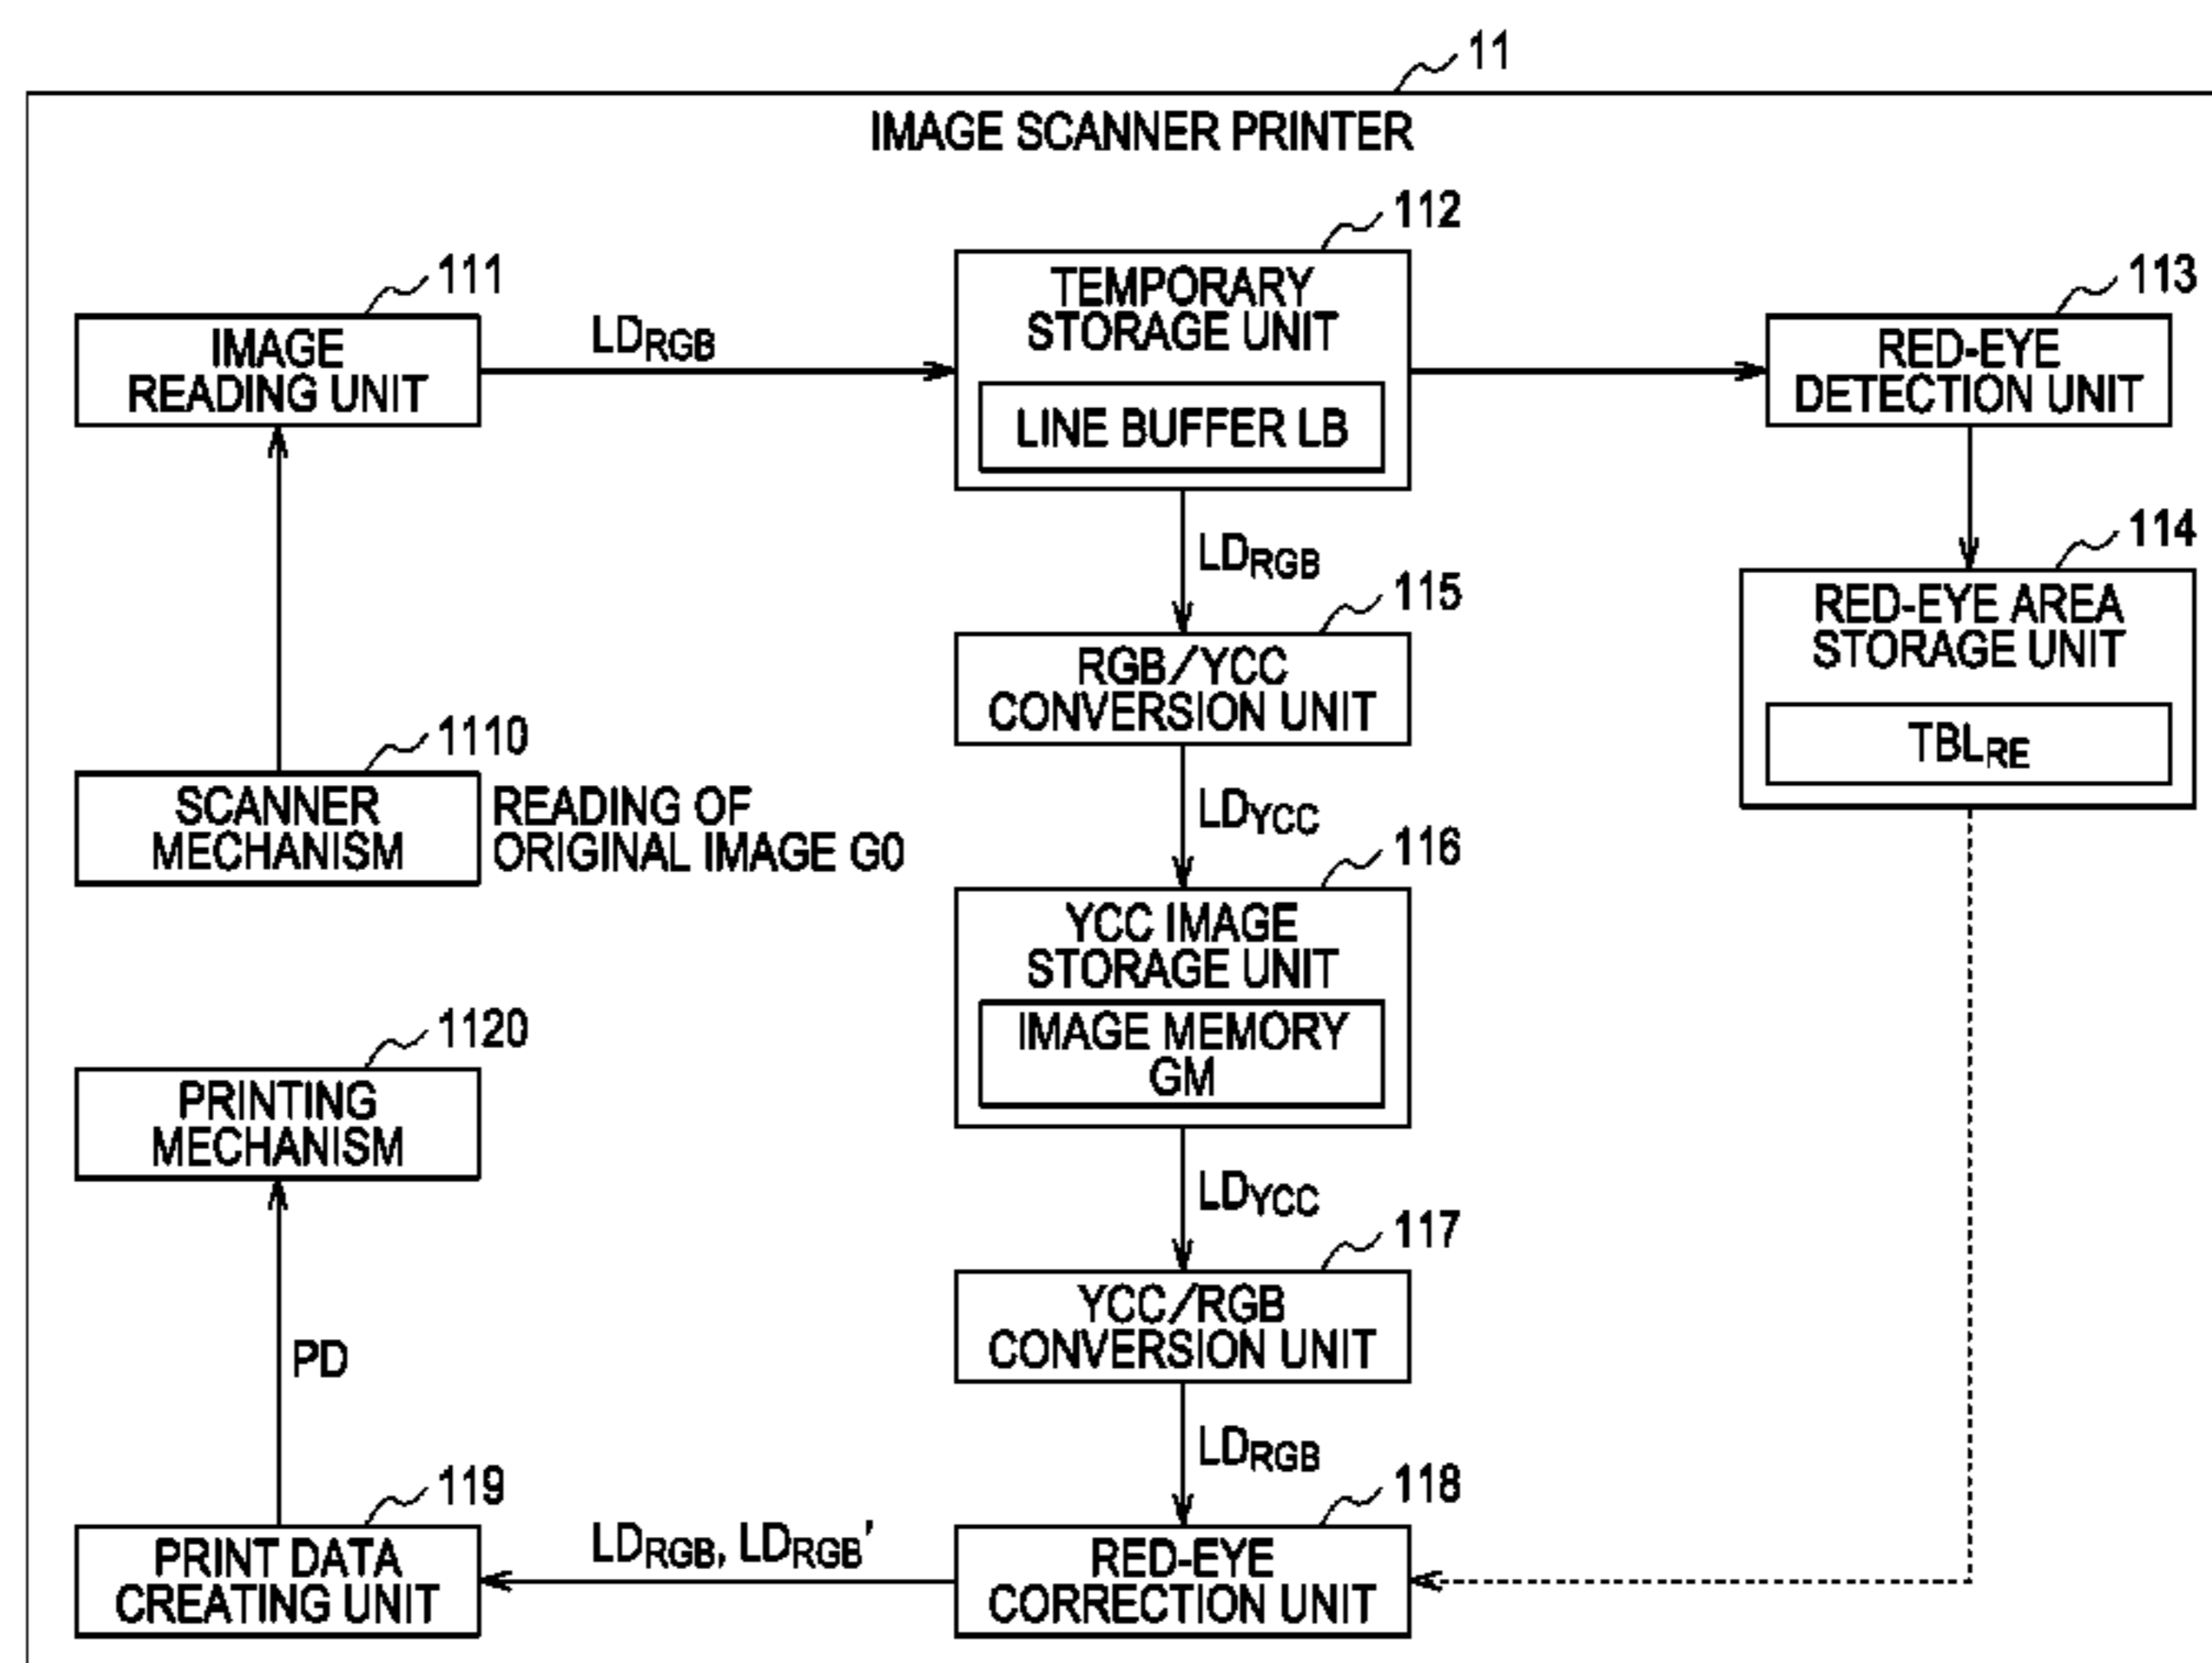 11
IMAGE SCANNER PRINTER
111
IMAGE
READING UNIT
LDRGB
112
TEMPORARY
STORAGE UNIT
LINE BUFFER LB
113
RED-EYE
DETECTION UNIT
LDRGB
114
RED-EYE AREA
STORAGE UNIT
TBLRE
115
RGB/YCC
CONVERSION UNIT
1110
SCANNER
MECHANISM
READING OF
ORIGINAL IMAGE G0
LDYCC
116
YCC IMAGE
STORAGE UNIT
IMAGE MEMORY
GM
1120
PRINTING
MECHANISM
LDYCC
117
YCC/RGB
CONVERSION UNIT
PD
LDRGB
118
RED-EYE
CORRECTION UNIT
LDRGB, LDRGB'
119
PRINT DATA
CREATING UNIT